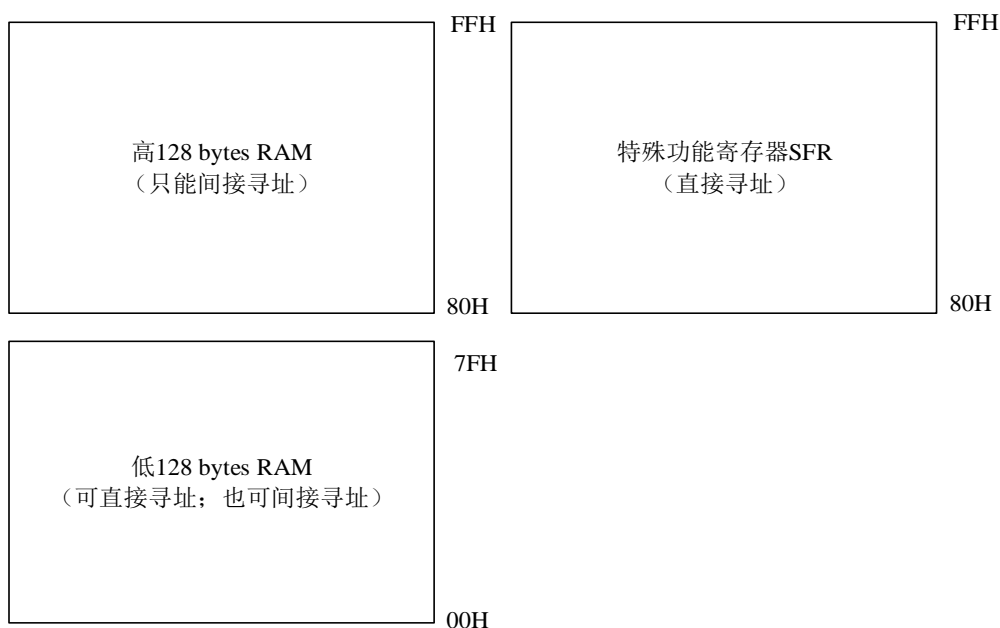 FFH
FFH
高128 bytes RAM
（只能间接寻址）
特殊功能寄存器SFR
（直接寻址）
80H
80H
7FH
低128 bytes RAM
（可直接寻址；也可间接寻址）
00H